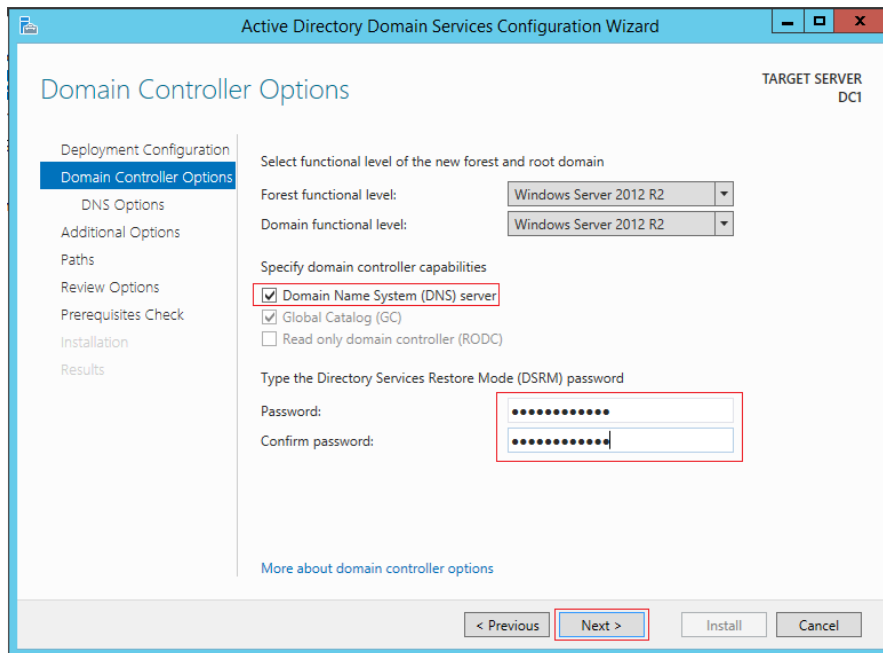 Active Directory Domain Services Configuration Wizard
Domain Controller Options
TARGET SERVER
DC1
Deployment Configuration
Domain Controller Options
DNS Options
Additional Options
Paths
Review Options
Prerequisites Check
Installation
Results
Select functional level of the new forest and root domain
Forest functional level: Windows Server 2012 R2
Domain functional level: Windows Server 2012 R2
Specify domain controller capabilities
Domain Name System (DNS) server
Global Catalog (GC)
Read only domain controller (RODC)
Type the Directory Services Restore Mode (DSRM) password
Password: ••••••••••••
Confirm password: ••••••••••••
More about domain controller options
< Previous Next > Install Cancel